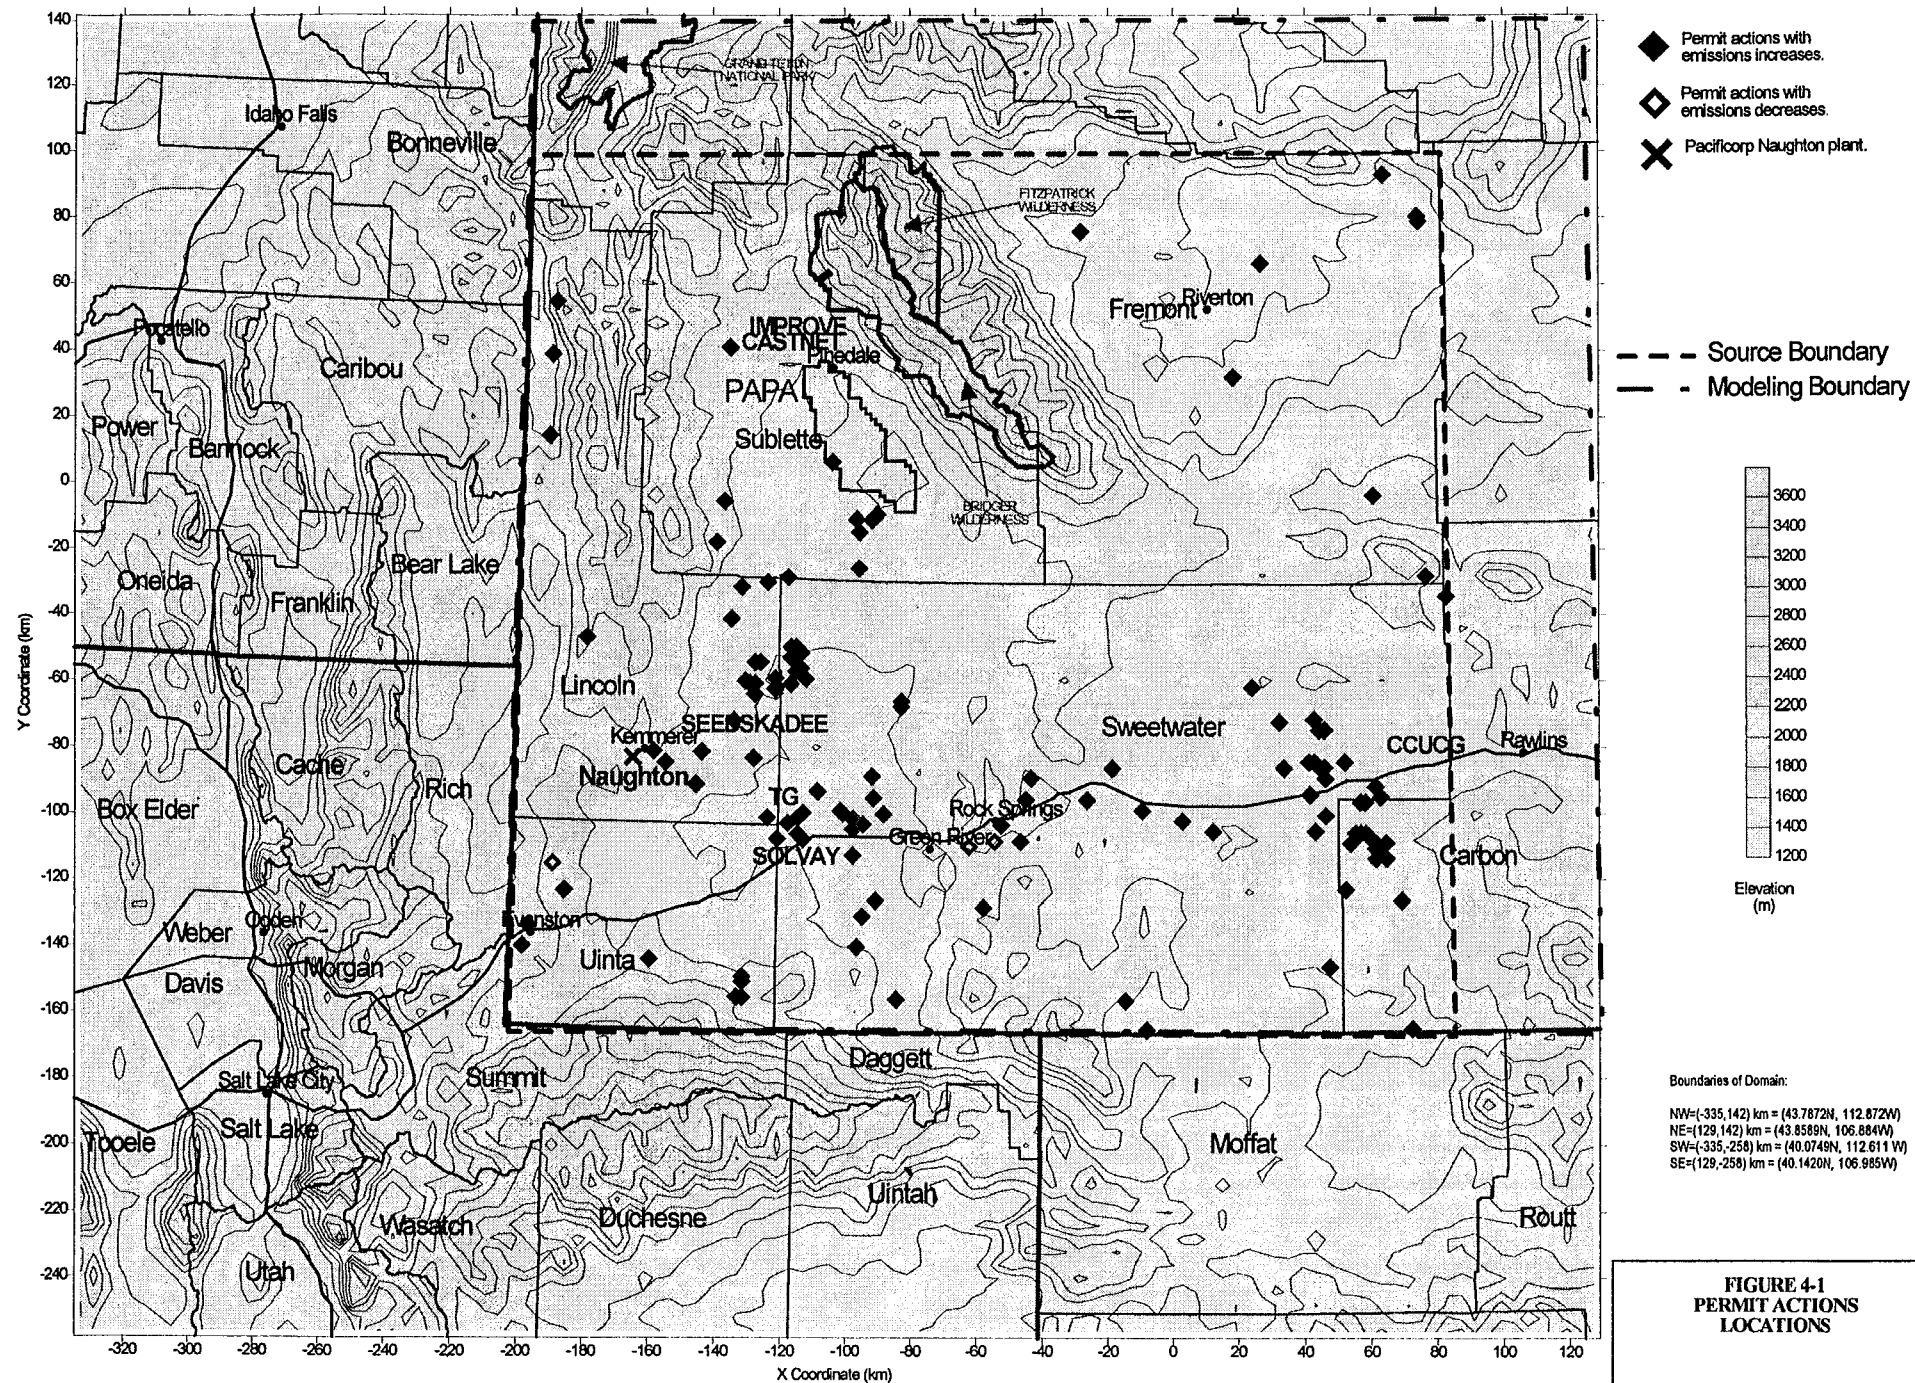 140
120
100
80
60
40
20
0
-20
-40
-60
-80
-100
-120
-140
-160
-180
-200
-220
-240
Y Coordinate (km)
-320
-300
-280
-260
-240
-220
-200
-180
-160
-140
-120
-100
-80
-60
-40
-20
0
20
40
60
80
100
120
X Coordinate (km)
GRAND TETON
NATIONAL PARK
Idaho Falls
Bonneville
FITZPATRICK
WILDERNESS
Pocatello
Caribou
IMPROVE
CASTNET
Pinedale
PAPA
Sublette
Fremont
Riverton
Power
Bannock
BRIDGER
WILDERNESS
Oneida
Franklin
Bear Lake
Lincoln
SEEDSKADEE
Kemmerer
Naughton
Sweetwater
CCUCG
Rawlins
Cache
Rich
Box Elder
TG
Rock Springs
Green River
SOLVAY
Carbon
Weber
Ogden
Evanston
Morgan
Uinta
Davis
Salt Lake City
Summit
Daggett
Tooele
Salt Lake
Moffat
Uintah
Wasatch
Duchesne
Routt
Utah
Permit actions with
emissions increases.
Permit actions with
emissions decreases.
Pacificorp Naughton plant.
Source Boundary
Modeling Boundary
3600
3400
3200
3000
2800
2600
2400
2200
2000
1800
1600
1400
1200
Elevation
(m)
Boundaries of Domain:
NW=(-335,142) km = (43.7872N, 112.872W)
NE=(129,142) km = (43.8589N, 106.884W)
SW=(-335,-258) km = (40.0749N, 112.611 W)
SE=(129,-258) km = (40.1420N, 106.985W)
FIGURE 4-1
PERMIT ACTIONS
LOCATIONS